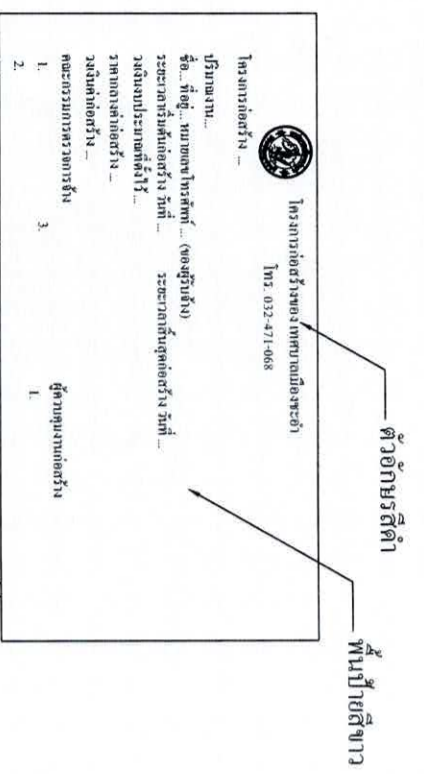 โครงการก่อสร้างของ เทศบาลเมืองชะอำ
โทร. 032-471-068
โครงการก่อสร้าง ...
ปริมาณงาน...
ชื่อ... ที่อยู่... หมายเลขโทรศัพท์ ... (ของผู้รับจ้าง)
ระยะเวลาเริ่มต้นก่อสร้าง วันที่ ... ระยะเวลาสิ้นสุดก่อสร้าง วันที่ ...
วงเงินงบประมาณที่ตั้งไว้ ...
ราคากลางค่าก่อสร้าง ...
วงเงินค่าก่อสร้าง ...
คณะกรรมการตรวจการจ้าง ผู้ควบคุมงานก่อสร้าง
1. 3. 1.
2.
ตัวอักษรสีดำ
พื้นป้ายสีขาว